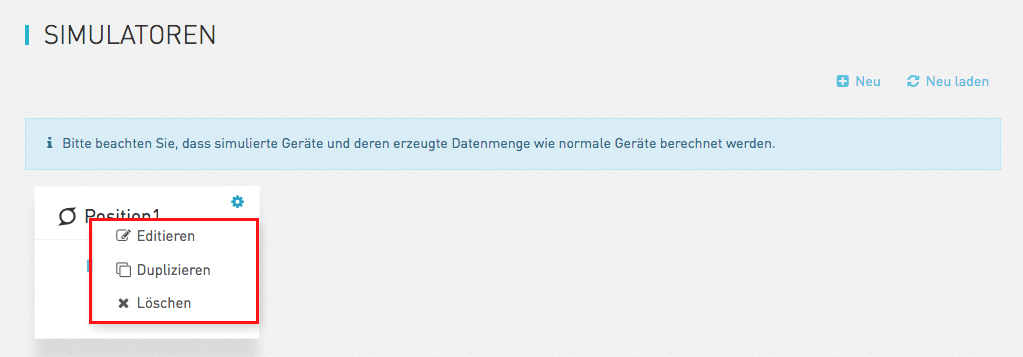 SIMULATOREN
Neu Neu laden
Bitte beachten Sie, dass simulierte Geräte und deren erzeugte Datenmenge wie normale Geräte berechnet werden.
Position1
Editieren
Duplizieren
Löschen